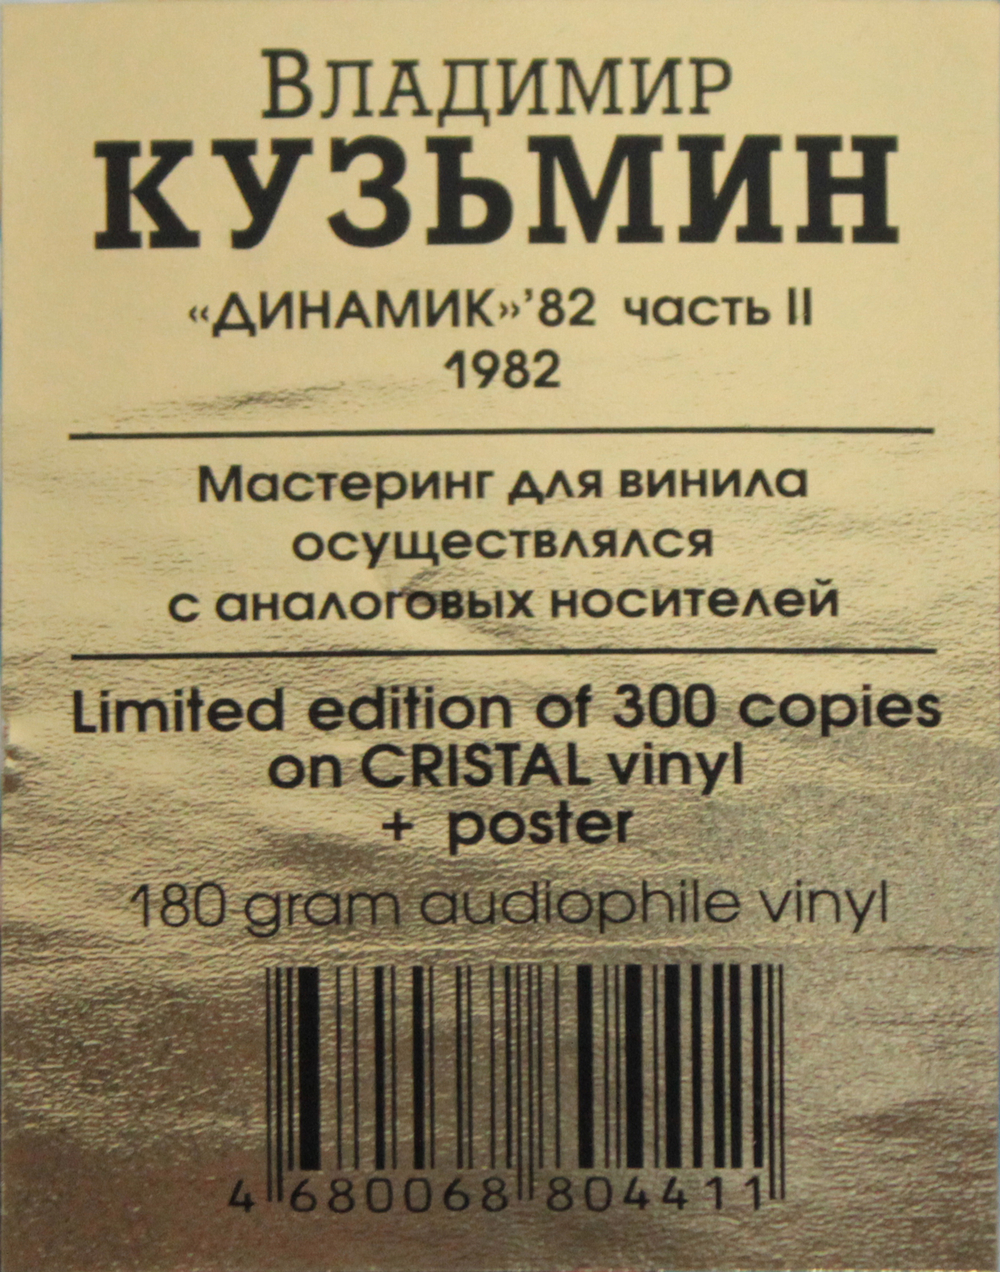 Владимир
КУЗЬМИН
«ДИНАМИК»’82 часть II
1982
Мастеринг для винила
осуществлялся
с аналоговых носителей
Limited edition of 300 copies
on CRISTAL vinyl
+ poster
180 gram audiophile vinyl
4 680068 804411